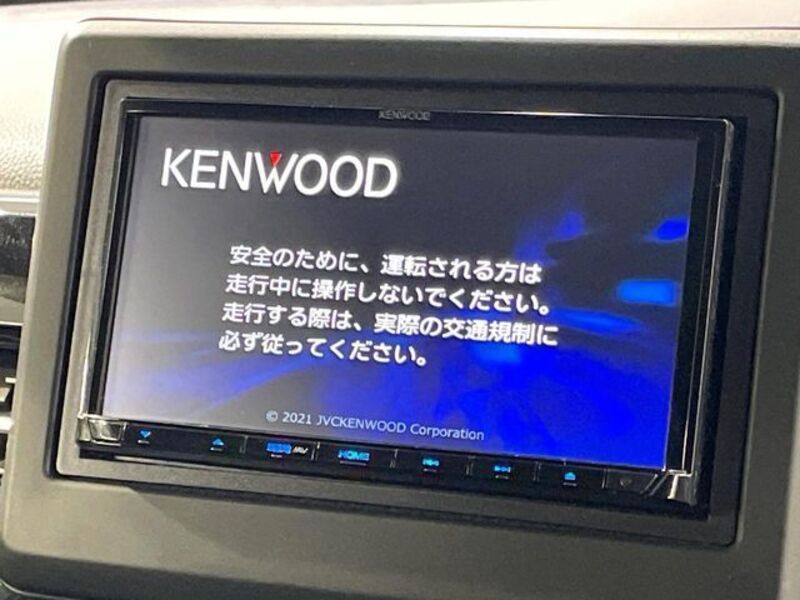 KENWOOD
KENWOOD
安全のために、運転される方は
走行中に操作しないでください。
走行する際は、実際の交通規制に
必ず従ってください。
© 2021 JVCKENWOOD Corporation
HOME